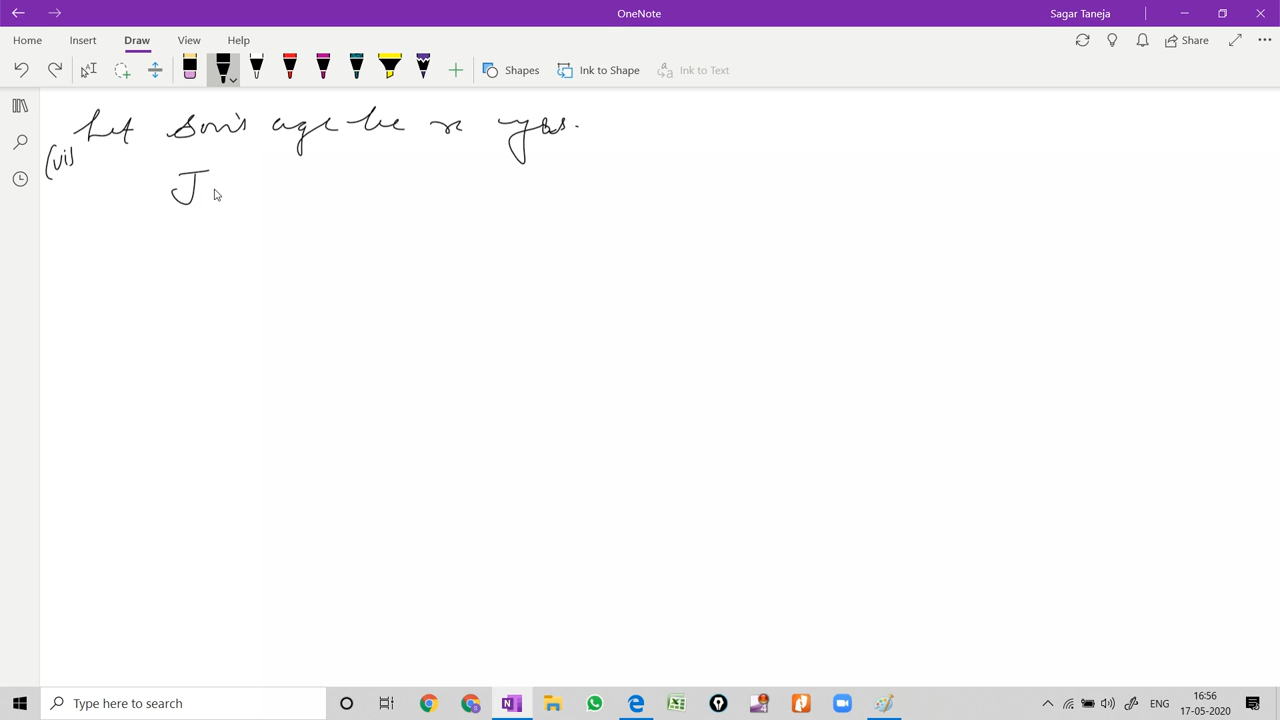 OneNote
Sagar Taneja
Home Insert Draw View Help
Share
Shapes Ink to Shape Ink to Text
Let Son's age be x yrs.
(vi)
J
Type here to search
ENG
16:56
17-05-2020